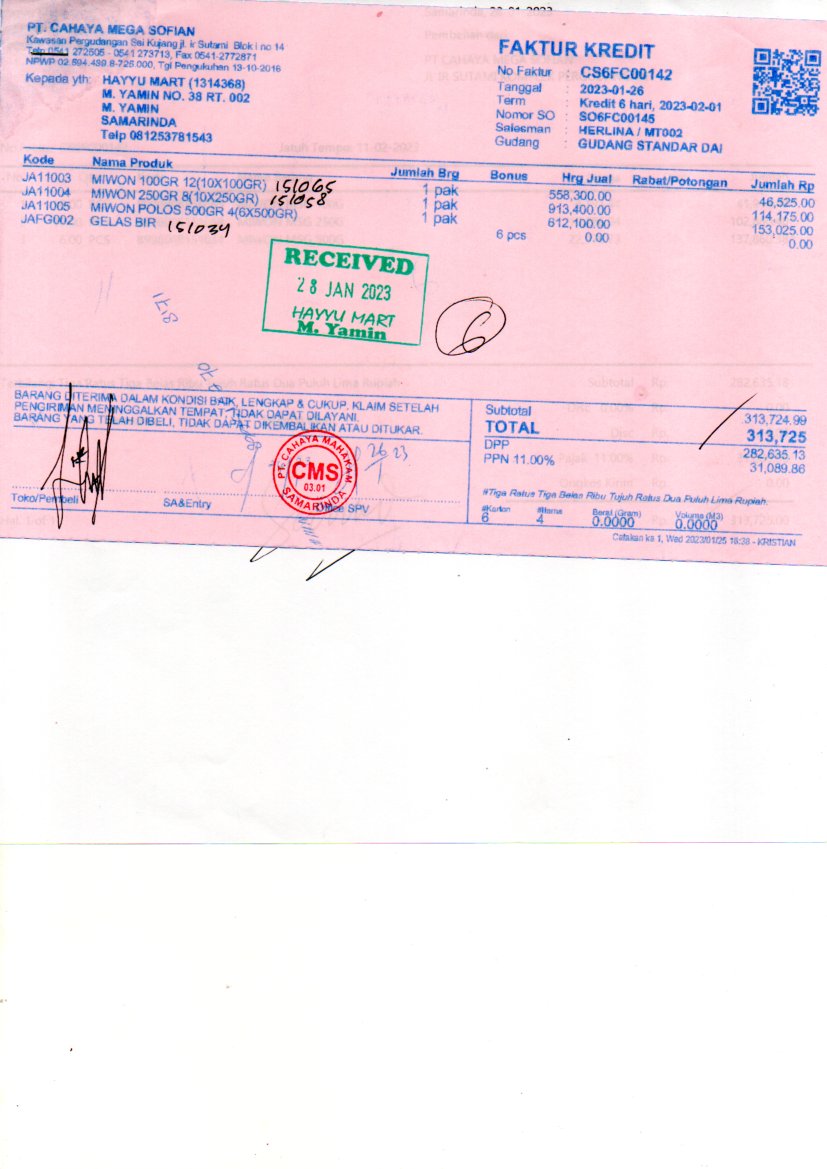 PT. CAHAYA MEGA SOFIAN
Kawasan Pergudangan Sei Kujang jl. ir Sutami Blok i no 14
Telp 0541 272605 - 0541 273713, Fax 0541-2772871
NPWP 02.594.439.8-725.000, Tgl Pengukuhan 13-10-2016
Kepada yth: HAYYU MART (1314368)
M. YAMIN NO. 38 RT. 002
M. YAMIN
SAMARINDA
Telp 081253781543
FAKTUR KREDIT
No Faktur : CS6FC00142
Tanggal : 2023-01-26
Term : Kredit 6 hari, 2023-02-01
Nomor SO : SO6FC00145
Salesman : HERLINA / MT002
Gudang : GUDANG STANDAR DAI
Kode Nama Produk Jumlah Brg Bonus Hrg Jual Rabat/Potongan Jumlah Rp
JA11003 MIWON 100GR 12(10X100GR) 151065 1 pak 558,300.00 46,525.00
JA11004 MIWON 250GR 8(10X250GR) 151058 1 pak 913,400.00 114,175.00
JA11005 MIWON POLOS 500GR 4(6X500GR) 1 pak 612,100.00 153,025.00
JAFG002 GELAS BIR 151034 6 pcs 0.00 0.00
RECEIVED
28 JAN 2023
HAYYU MART
M. Yamin
6
BARANG DITERIMA DALAM KONDISI BAIK, LENGKAP & CUKUP, KLAIM SETELAH
PENGIRIMAN MENINGGALKAN TEMPAT, TIDAK DAPAT DILAYANI.
BARANG YANG TELAH DIBELI, TIDAK DAPAT DIKEMBALIKAN ATAU DITUKAR.
Subtotal 313,724.99
TOTAL 313,725
DPP 282,635.13
PPN 11.00% 31,089.86
#Tiga Ratus Tiga Belas Ribu Tujuh Ratus Dua Puluh Lima Rupiah.
#Karton #Items Berat (Gram) Volume (M3)
6 4 0.0000 0.0000
PT. CAHAYA MAHAKAM
CMS
03.01
SAMARINDA
26 23
Toko/Pembeli SA&Entry Office SPV
Catakan ke 1, Wed 2023/01/25 16:38 - KRISTIAN